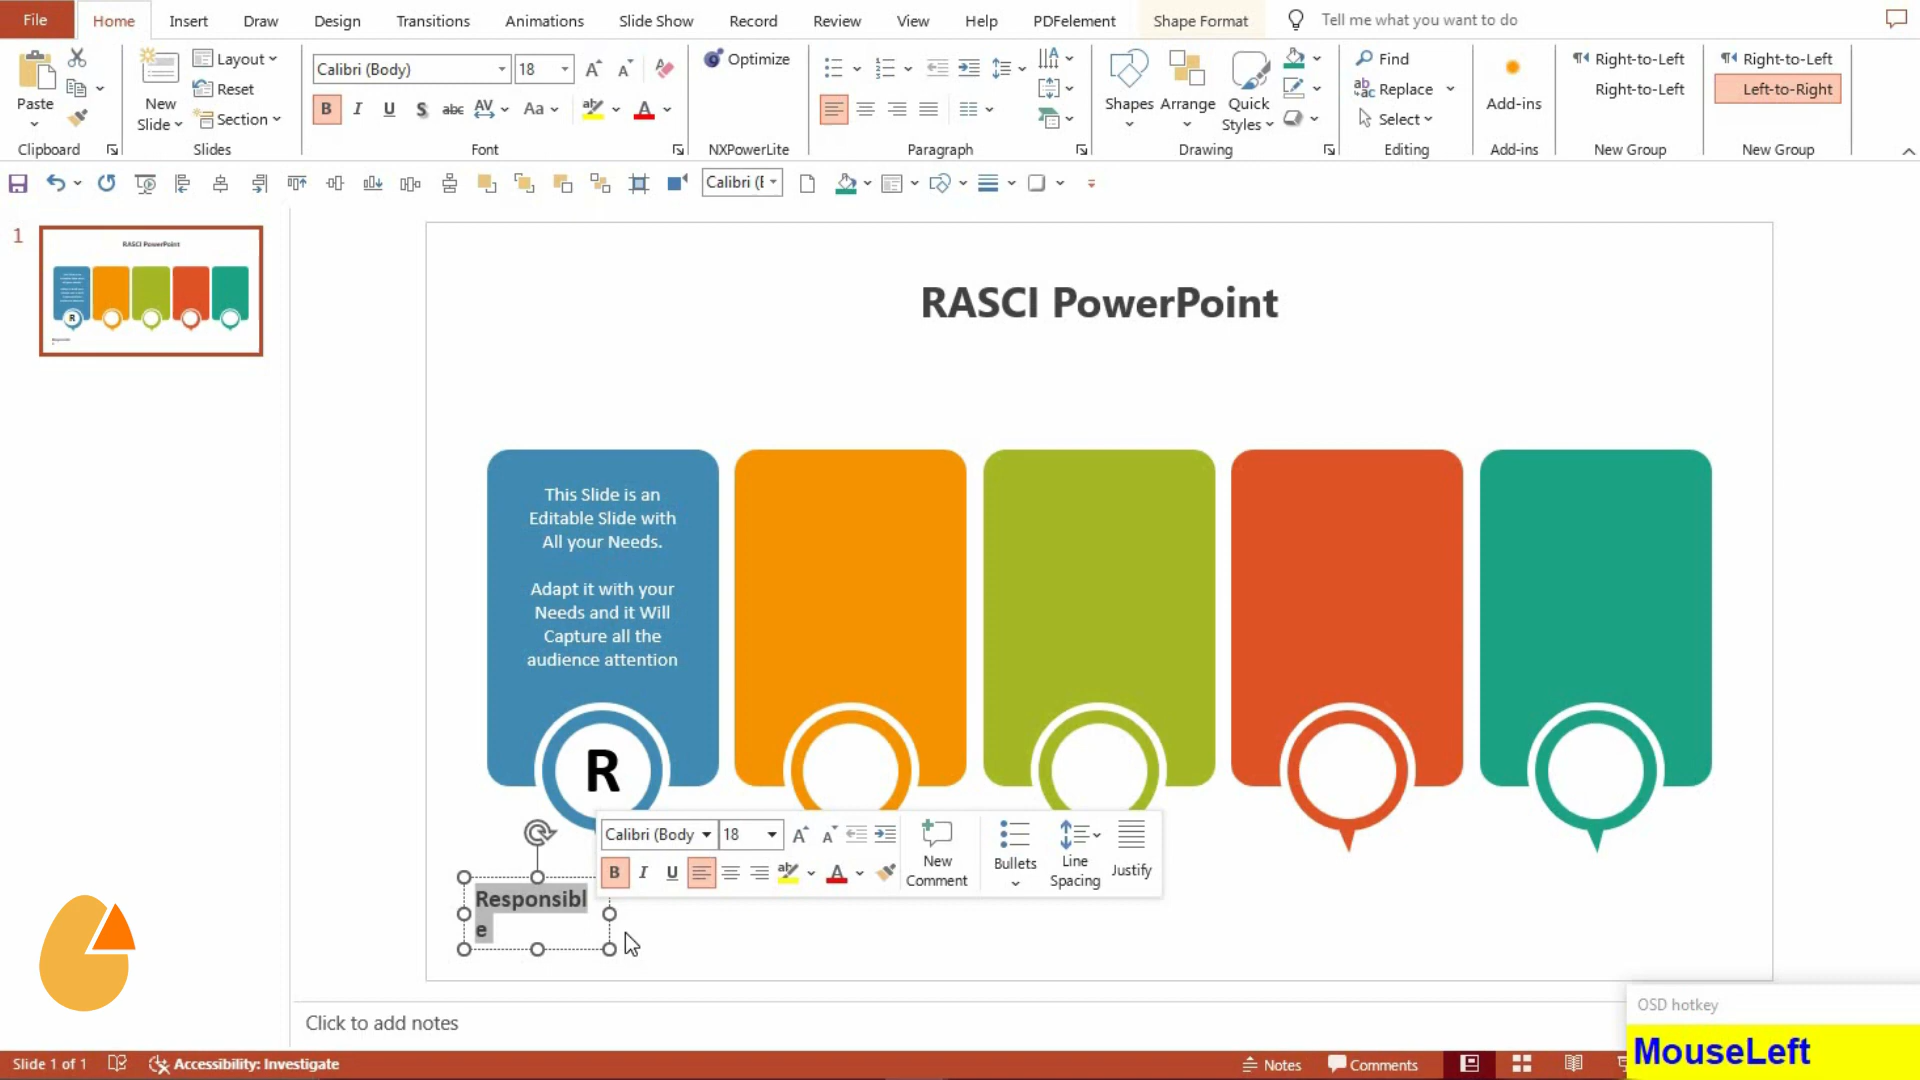 File Home Insert Draw Design Transitions Animations Slide Show Record Review View Help PDFelement Shape Format Tell me what you want to do
Paste
Clipboard
New
Slide
Layout
Reset
Section
Slides
Calibri (Body) 18
B I U S abc AV Aa A
Font
Optimize
NXPowerLite
Paragraph
Shapes
Arrange
Quick
Styles
Drawing
Find
Replace
Select
Editing
Add-ins
Add-ins
Right-to-Left
Right-to-Left
New Group
Right-to-Left
Left-to-Right
New Group
Calibri (E
1
RASCI PowerPoint
RASCI PowerPoint
This Slide is an
Editable Slide with
All your Needs.
Adapt it with your
Needs and it Will
Capture all the
audience attention
R
R
Calibri (Body 18
B I U
New
Comment
Bullets
Line
Spacing
Justify
Responsibl
e
Click to add notes
OSD hotkey
MouseLeft
Slide 1 of 1 Accessibility: Investigate Notes Comments